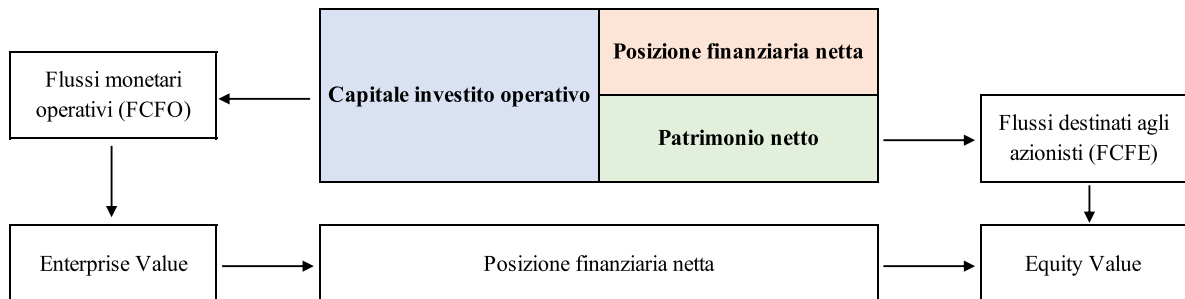 Posizione finanziaria netta
Flussi monetari
operativi (FCFO)
Capitale investito operativo
Patrimonio netto
Flussi destinati agli
azionisti (FCFE)
Enterprise Value
Posizione finanziaria netta
Equity Value